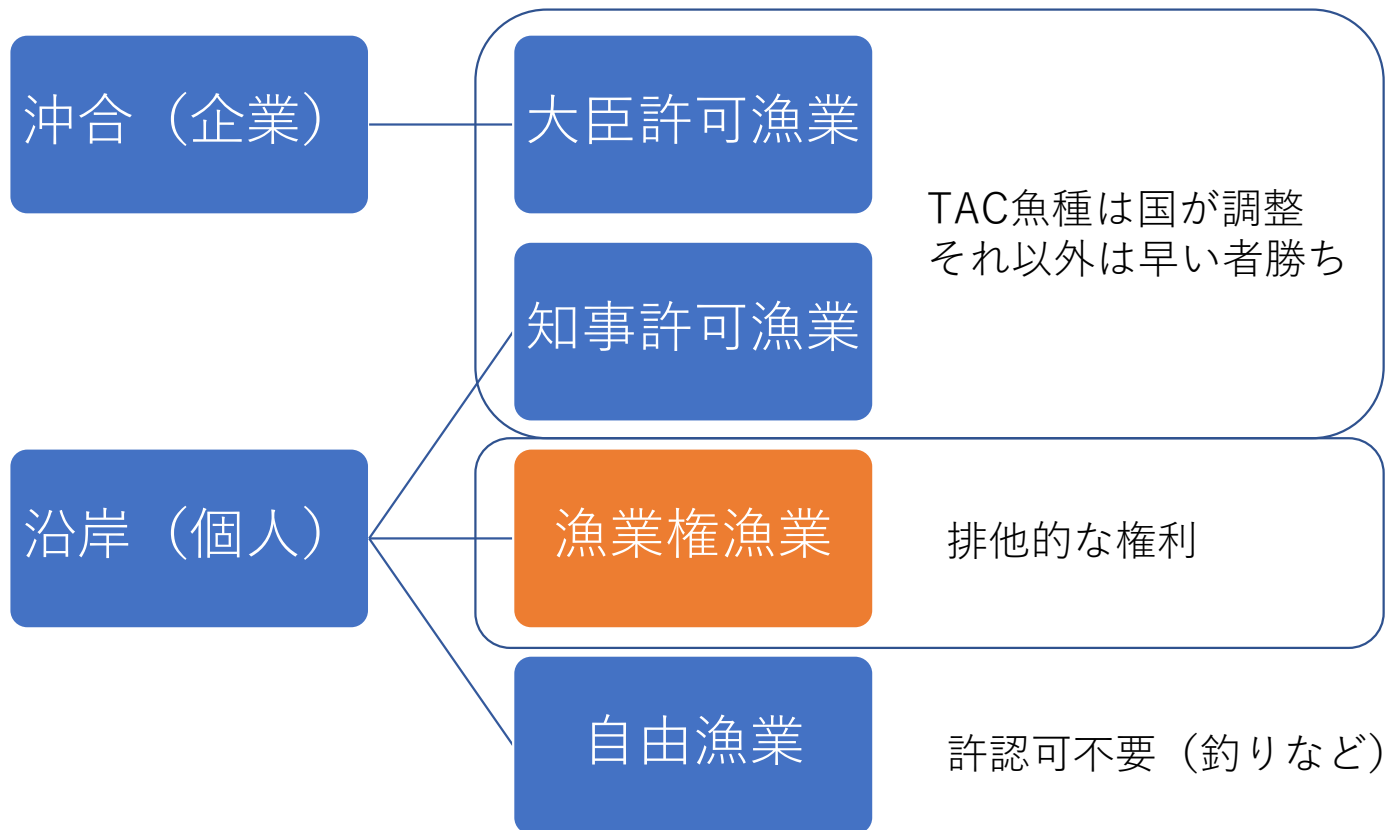 沖合（企業）
大臣許可漁業
TAC魚種は国が調整
それ以外は早い者勝ち
知事許可漁業
沿岸（個人）
漁業権漁業
排他的な権利
自由漁業
許認可不要（釣りなど）